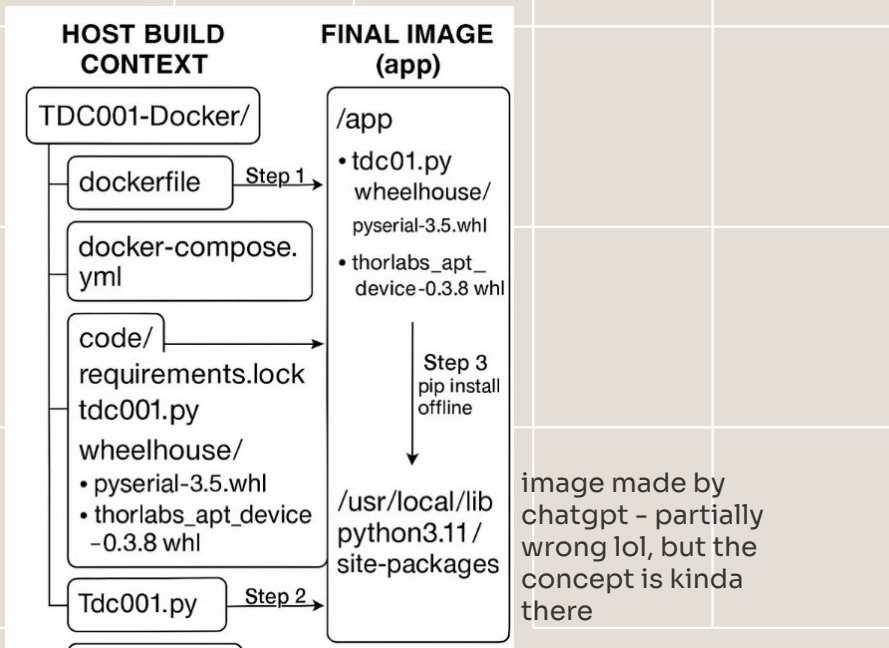 HOST BUILD
CONTEXT
TDC001-Docker/
dockerfile
Step 1
docker-compose.
yml
code/
requirements.lock
tdc001.py
wheelhouse/
• pyserial-3.5.whl
• thorlabs_apt_device
-0.3.8 whl
Tdc001.py
Step 2
FINAL IMAGE
(app)
/app
• tdc01.py
wheelhouse/
pyserial-3.5.whl
• thorlabs_apt_
device-0.3.8 whl
Step 3
pip install
offline
/usr/local/lib
python3.11/
site-packages
image made by
chatgpt - partially
wrong lol, but the
concept is kinda
there